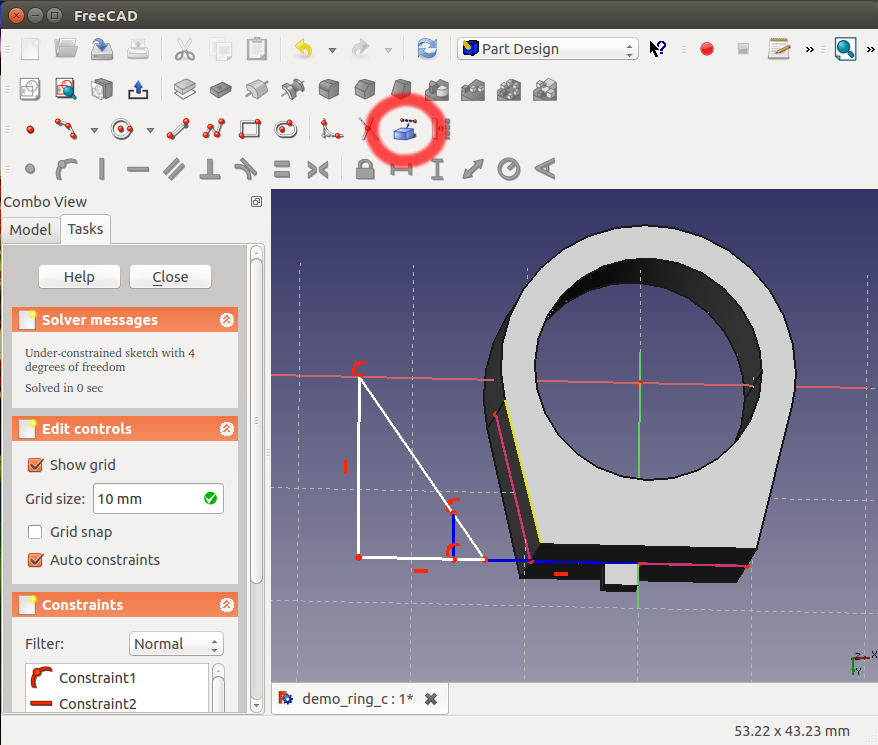 FreeCAD
Part Design
»
»
Combo View
Model
Tasks
Help
Close
Solver messages
Under-constrained sketch with 4
degrees of freedom
Solved in 0 sec
Edit controls
Show grid
Grid size:
10 mm
Grid snap
Auto constraints
Constraints
Filter:
Normal
Constraint1
Constraint2
Z
X
Y
demo_ring_c : 1*
53.22 x 43.23 mm